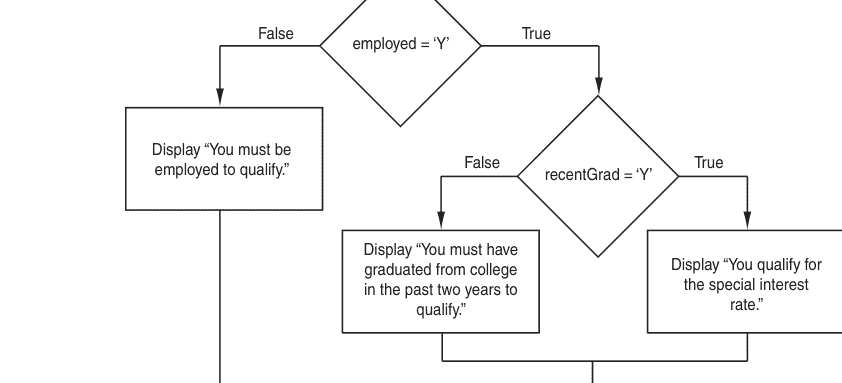 False
employed = ‘Y’
True
Display “You must be
employed to qualify.”
False
recentGrad = ‘Y’
True
Display “You must have
graduated from college
in the past two years to
qualify.”
Display “You qualify for
the special interest
rate.”